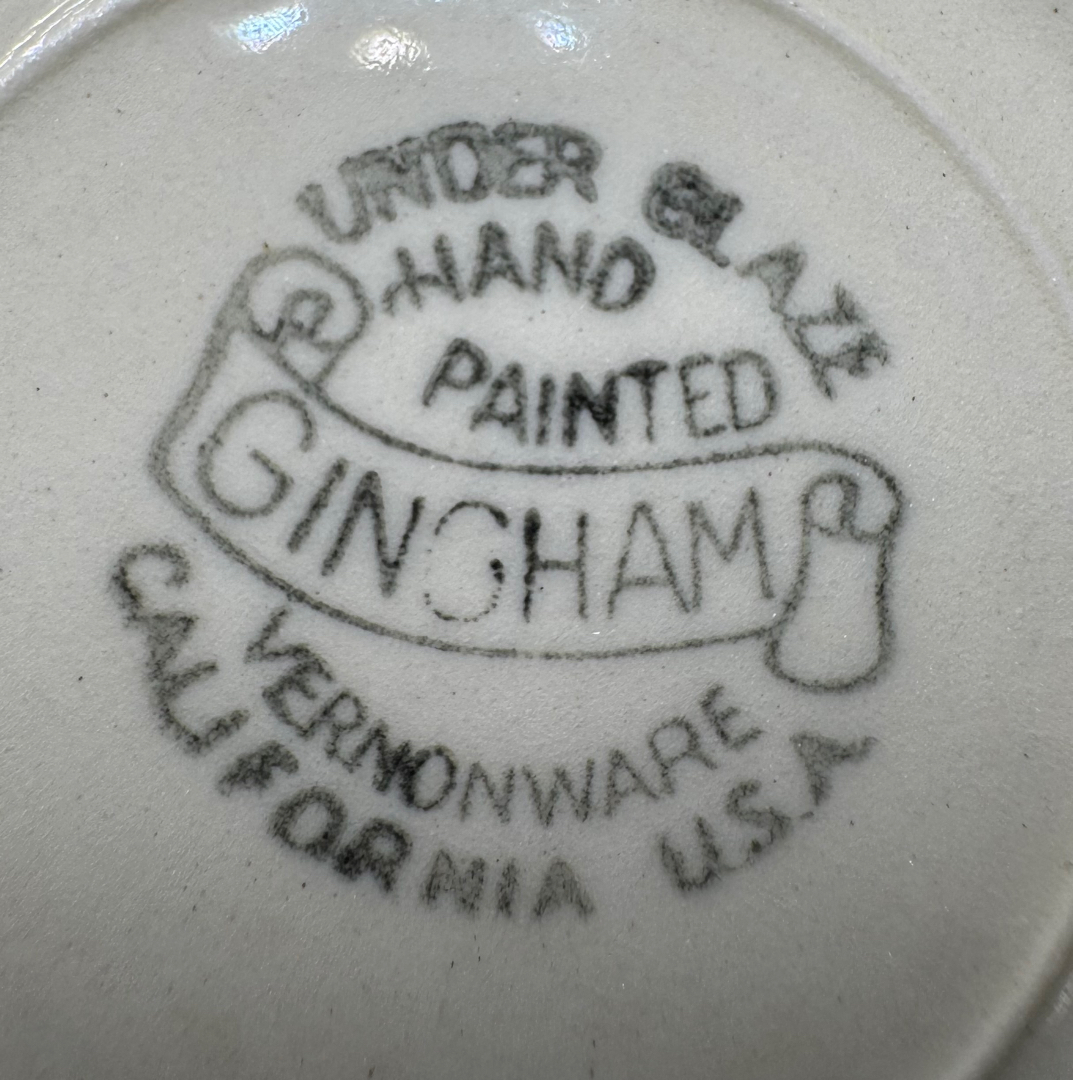 UNDER GLAZE
HAND
PAINTED
GINGHAM
VERNONWARE
CALIFORNIA U.S.A